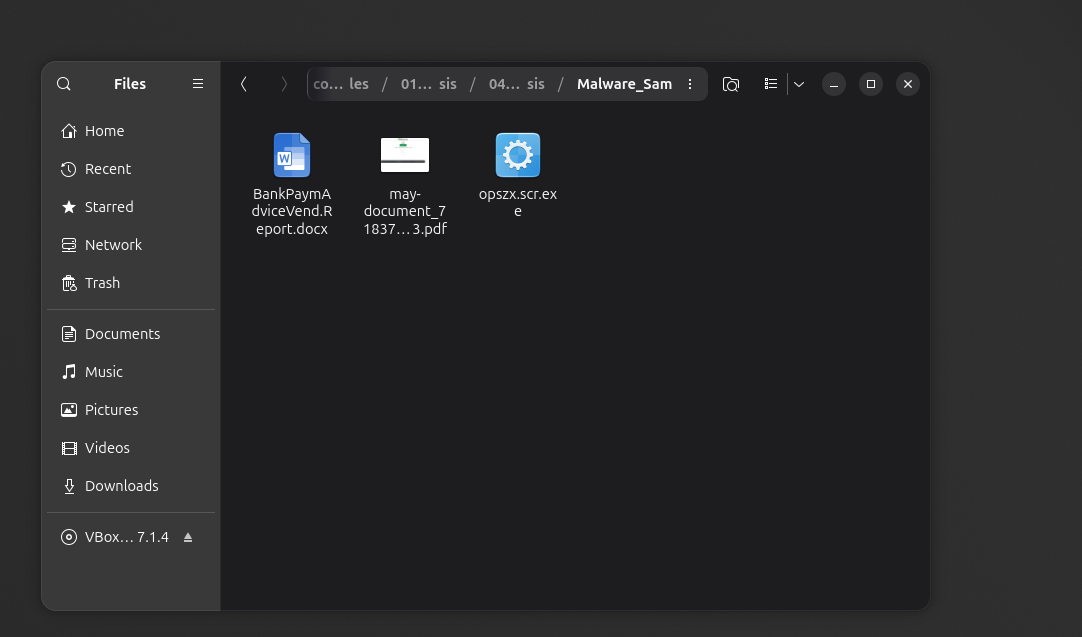 Files
co... les / 01... sis / 04... sis / Malware_Sam
Home
Recent
Starred
Network
Trash
Documents
Music
Pictures
Videos
Downloads
VBox... 7.1.4
BankPaymA
dviceVend.R
eport.docx
may-
document_7
1837...3.pdf
opszx.scr.ex
e